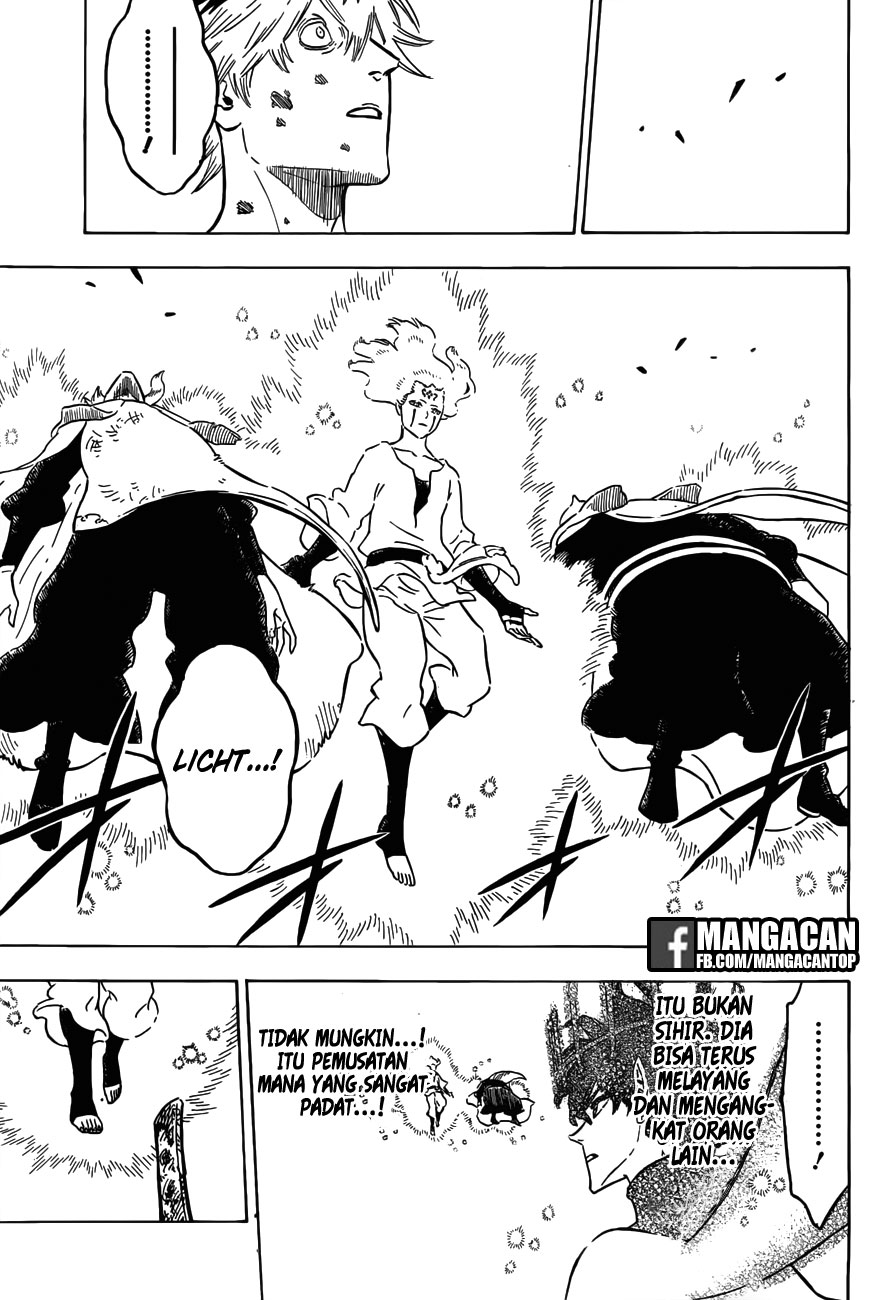 .........!
LICHT...!
MANGACAN
FB.COM/MANGACANTOP
......!
ITU BUKAN
SIHIR. DIA
BISA TERUS
MELAYANG
DAN MENGANG-
KAT ORANG
LAIN...
TIDAK MUNGKIN...!
ITU PEMUSATAN
MANA YANG SANGAT
PADAT...!